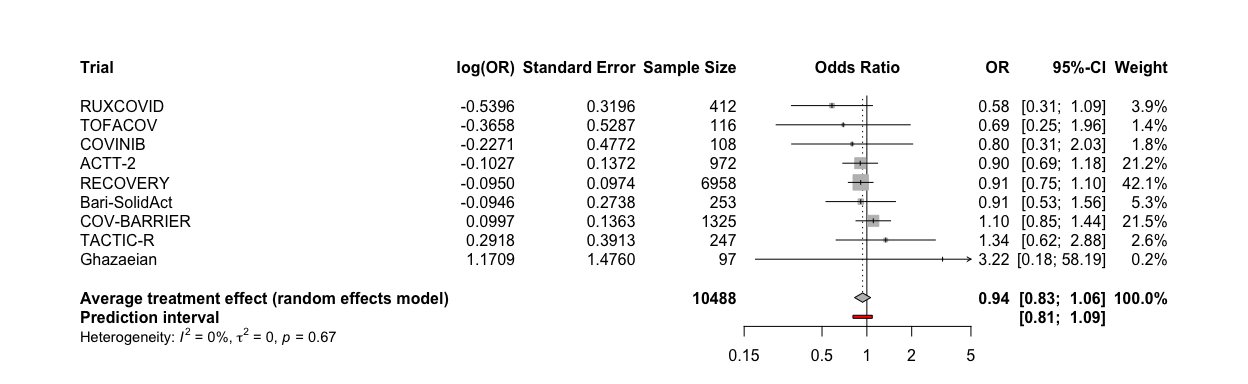 Trial log(OR) Standard Error Sample Size Odds Ratio OR 95%-CI Weight
RUXCOVID -0.5396 0.3196 412 0.58 [0.31; 1.09] 3.9%
TOFACOV -0.3658 0.5287 116 0.69 [0.25; 1.96] 1.4%
COVINIB -0.2271 0.4772 108 0.80 [0.31; 2.03] 1.8%
ACTT-2 -0.1027 0.1372 972 0.90 [0.69; 1.18] 21.2%
RECOVERY -0.0950 0.0974 6958 0.91 [0.75; 1.10] 42.1%
Bari-SolidAct -0.0946 0.2738 253 0.91 [0.53; 1.56] 5.3%
COV-BARRIER 0.0997 0.1363 1325 1.10 [0.85; 1.44] 21.5%
TACTIC-R 0.2918 0.3913 247 1.34 [0.62; 2.88] 2.6%
Ghazaeian 1.1709 1.4760 97 3.22 [0.18; 58.19] 0.2%
Average treatment effect (random effects model) 10488 0.94 [0.83; 1.06] 100.0%
Prediction interval [0.81; 1.09]
Heterogeneity: I² = 0%, τ² = 0, p = 0.67
0.15 0.5 1 2 5